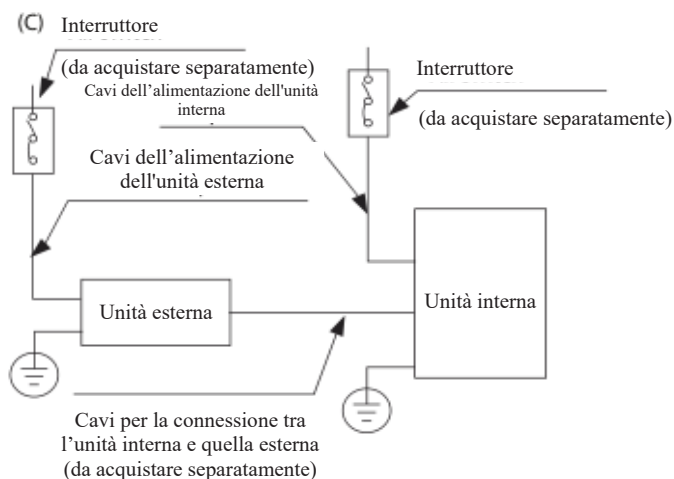 (C) Interruttore
(da acquistare separatamente)
Cavi dell’alimentazione dell'unità
interna
Interruttore
(da acquistare separatamente)
Cavi dell’alimentazione
dell'unità esterna
Unità esterna
Unità interna
Cavi per la connessione tra
l’unità interna e quella esterna
(da acquistare separatamente)